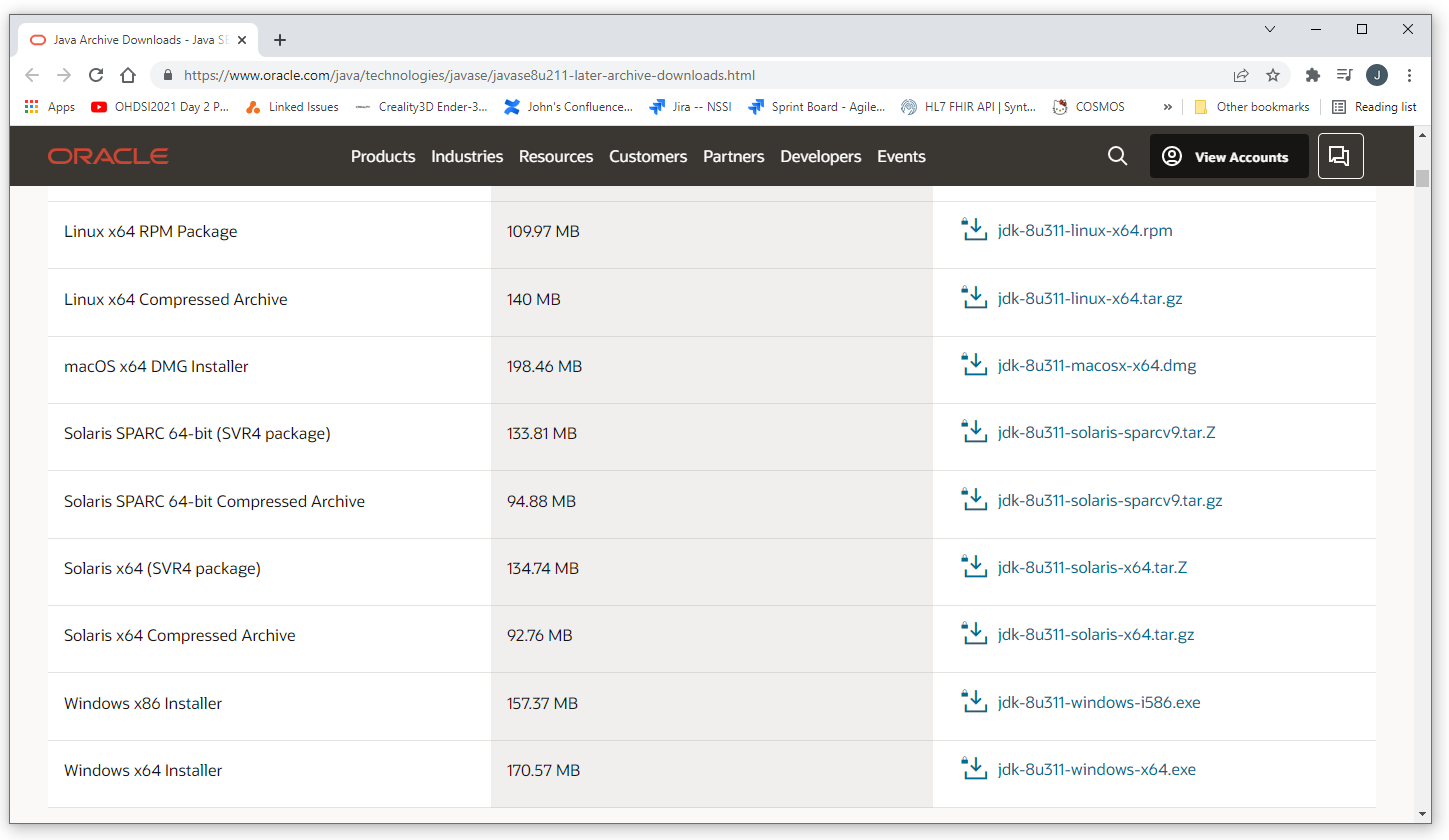 Java Archive Downloads - Java SE
https://www.oracle.com/java/technologies/javase/javase8u211-later-archive-downloads.html
J
Apps OHDSI2021 Day 2 P... Linked Issues Creality3D Ender-3... John's Confluence... Jira -- NSSI Sprint Board - Agile... HL7 FHIR API | Synt... COSMOS » Other bookmarks Reading list
ORACLE Products Industries Resources Customers Partners Developers Events View Accounts
Linux x64 RPM Package 109.97 MB jdk-8u311-linux-x64.rpm
Linux x64 Compressed Archive 140 MB jdk-8u311-linux-x64.tar.gz
macOS x64 DMG Installer 198.46 MB jdk-8u311-macosx-x64.dmg
Solaris SPARC 64-bit (SVR4 package) 133.81 MB jdk-8u311-solaris-sparcv9.tar.Z
Solaris SPARC 64-bit Compressed Archive 94.88 MB jdk-8u311-solaris-sparcv9.tar.gz
Solaris x64 (SVR4 package) 134.74 MB jdk-8u311-solaris-x64.tar.Z
Solaris x64 Compressed Archive 92.76 MB jdk-8u311-solaris-x64.tar.gz
Windows x86 Installer 157.37 MB jdk-8u311-windows-i586.exe
Windows x64 Installer 170.57 MB jdk-8u311-windows-x64.exe